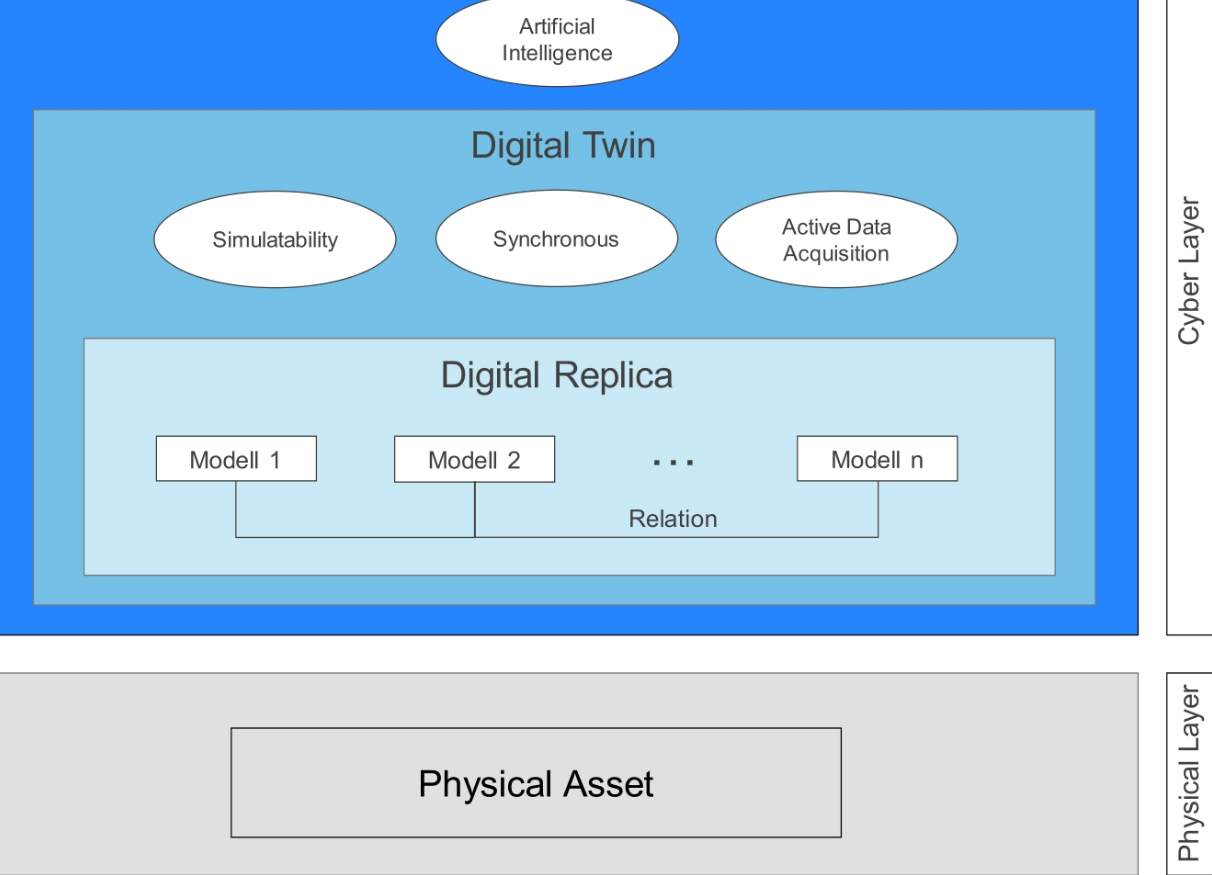 Artificial
Intelligence
Digital Twin
Simulatability
Synchronous
Active Data
Acquisition
Digital Replica
Modell 1
Modell 2
...
Modell n
Relation
Cyber Layer
Physical Asset
Physical Layer